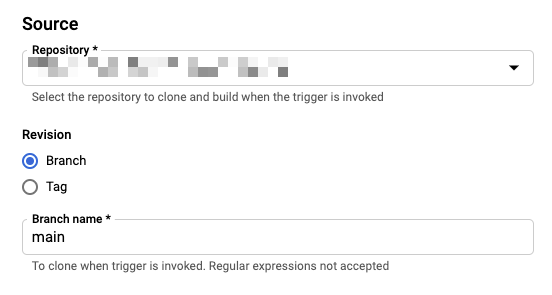 Source
Repository *
Select the repository to clone and build when the trigger is invoked
Revision
Branch
Tag
Branch name *
main
To clone when trigger is invoked. Regular expressions not accepted